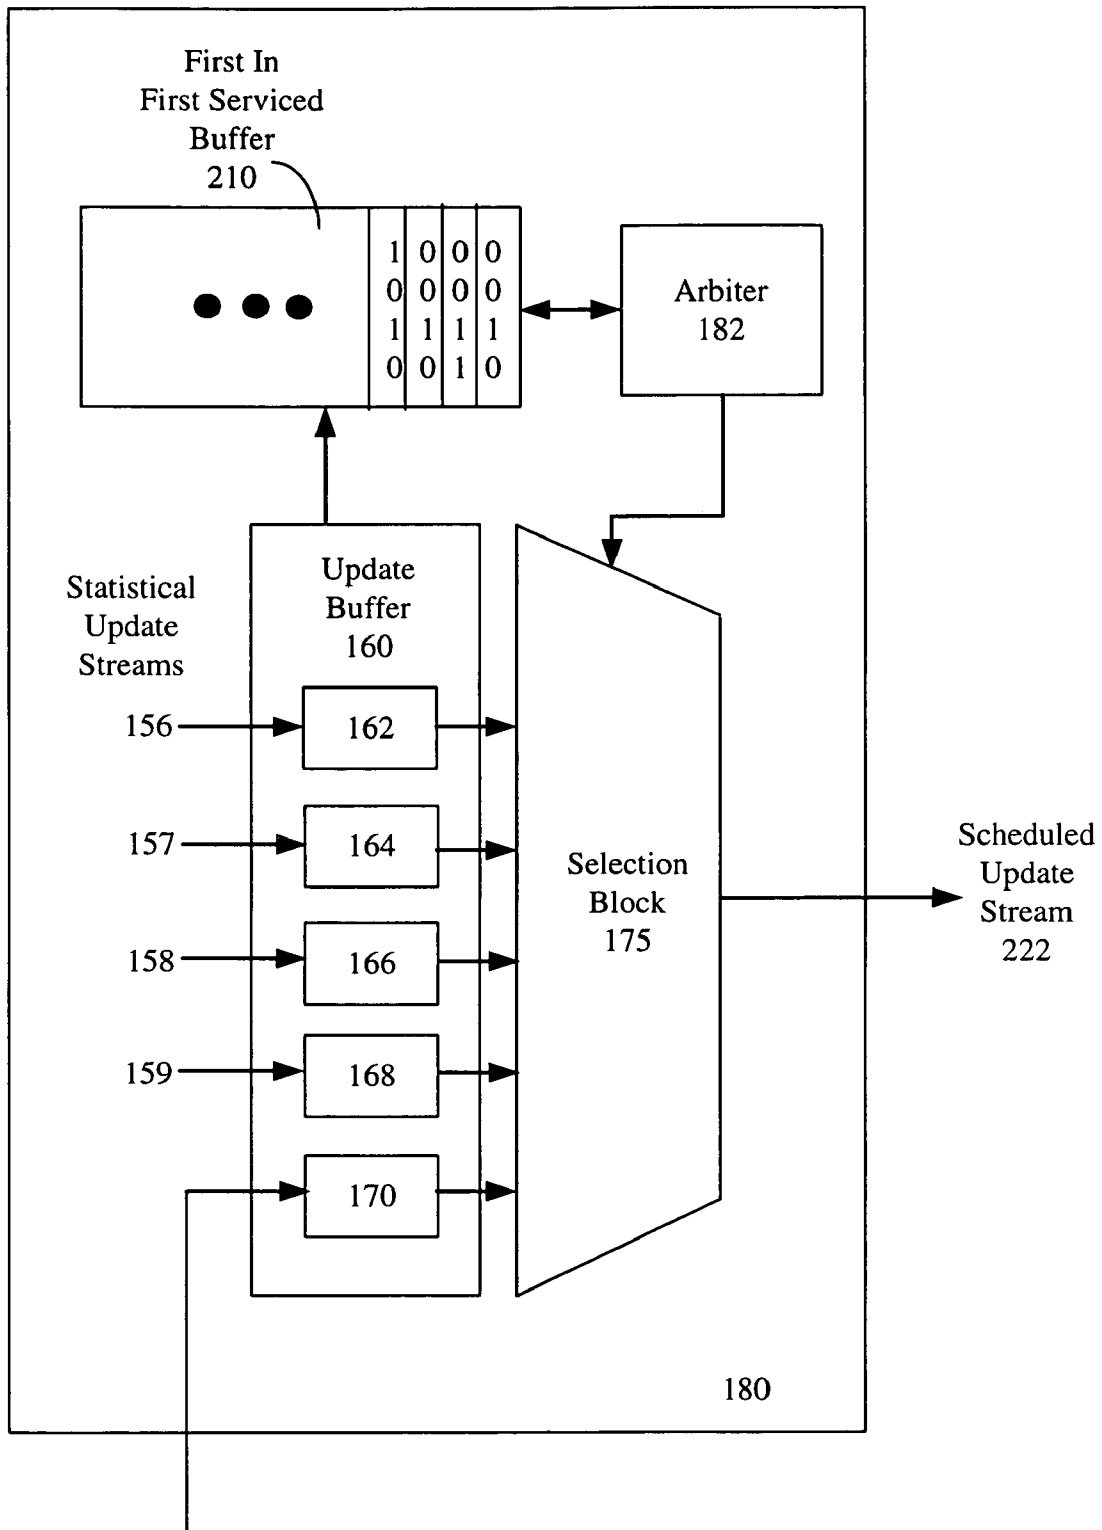 First In
First Serviced
Buffer
210
1 0 0 0
0 0 0 0
1 1 1 1
0 0 1 0
Arbiter
182
Update
Buffer
160
Statistical
Update
Streams
156
162
157
164
158
166
159
168
170
Selection
Block
175
Scheduled
Update
Stream
222
180